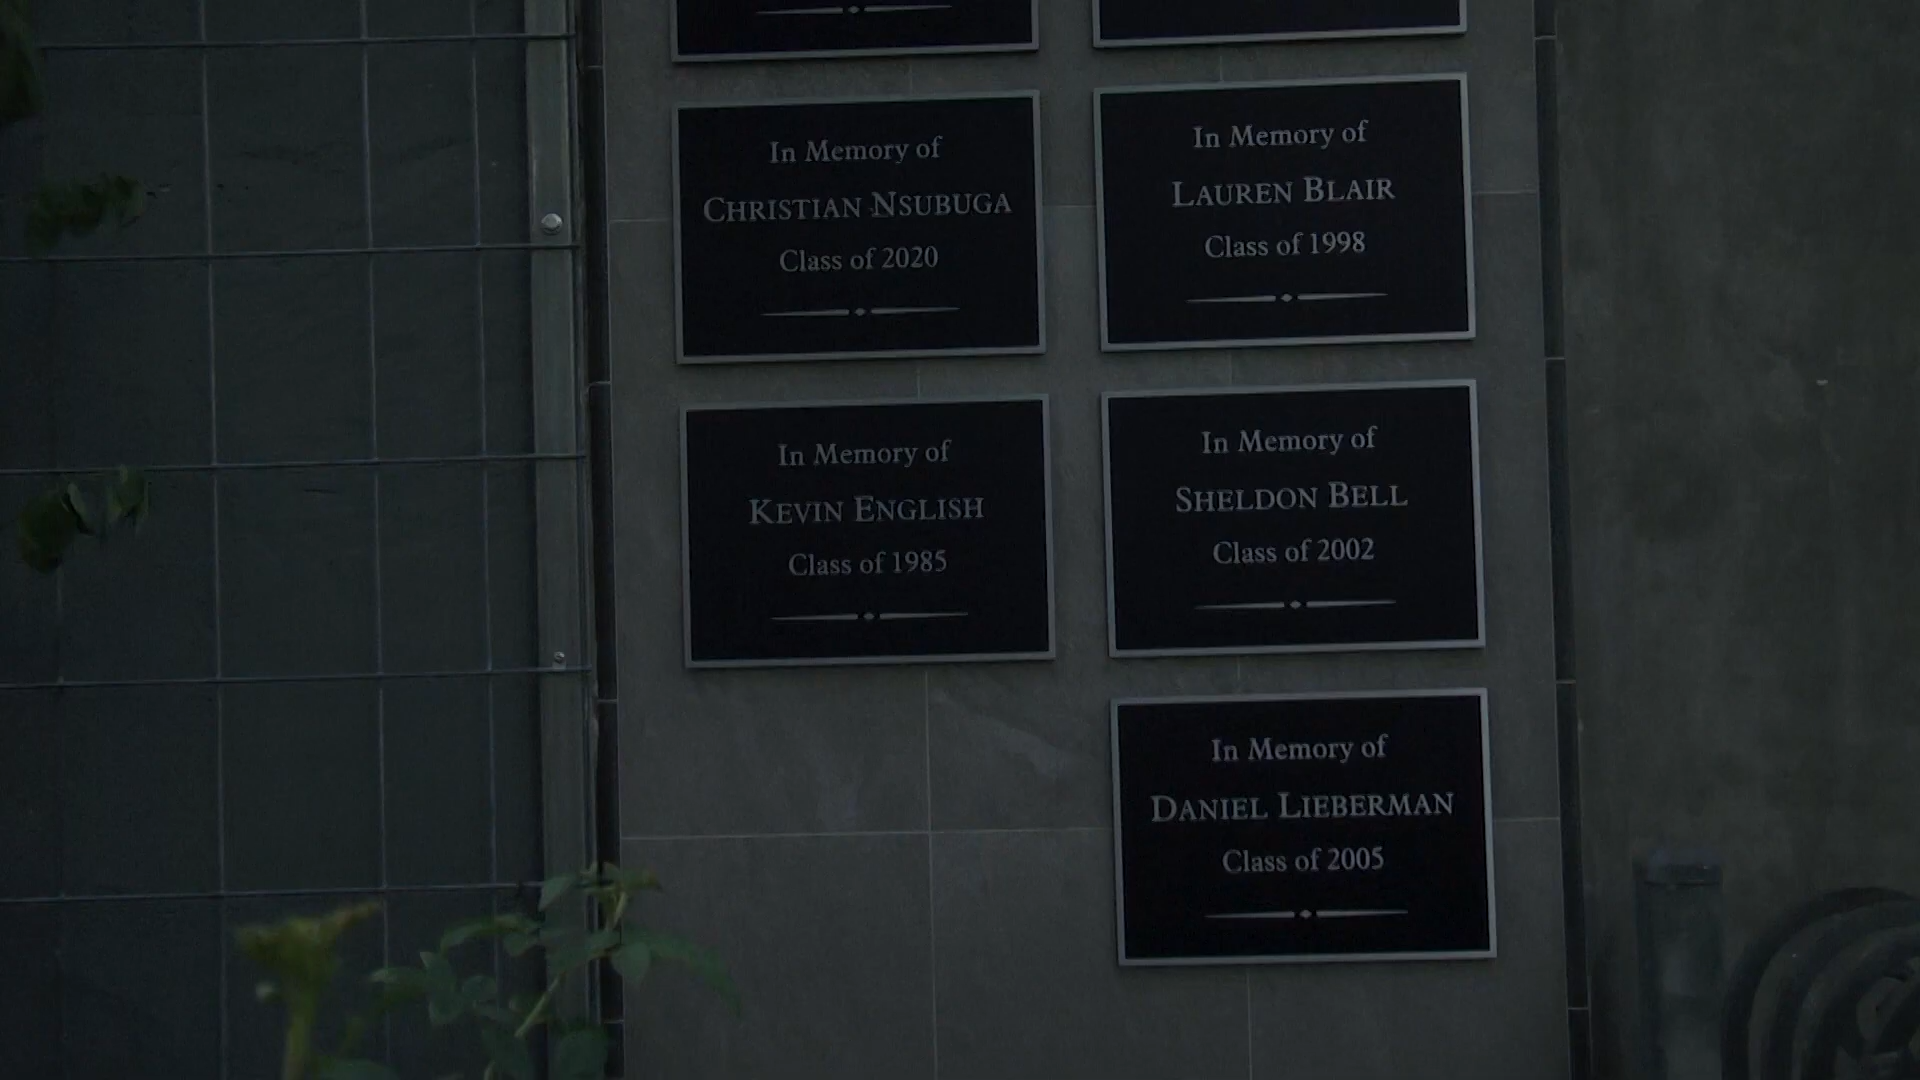 In Memory of
CHRISTIAN NSUBUGA
Class of 2020
In Memory of
LAUREN BLAIR
Class of 1998
In Memory of
KEVIN ENGLISH
Class of 1985
In Memory of
SHELDON BELL
Class of 2002
In Memory of
DANIEL LIEBERMAN
Class of 2005